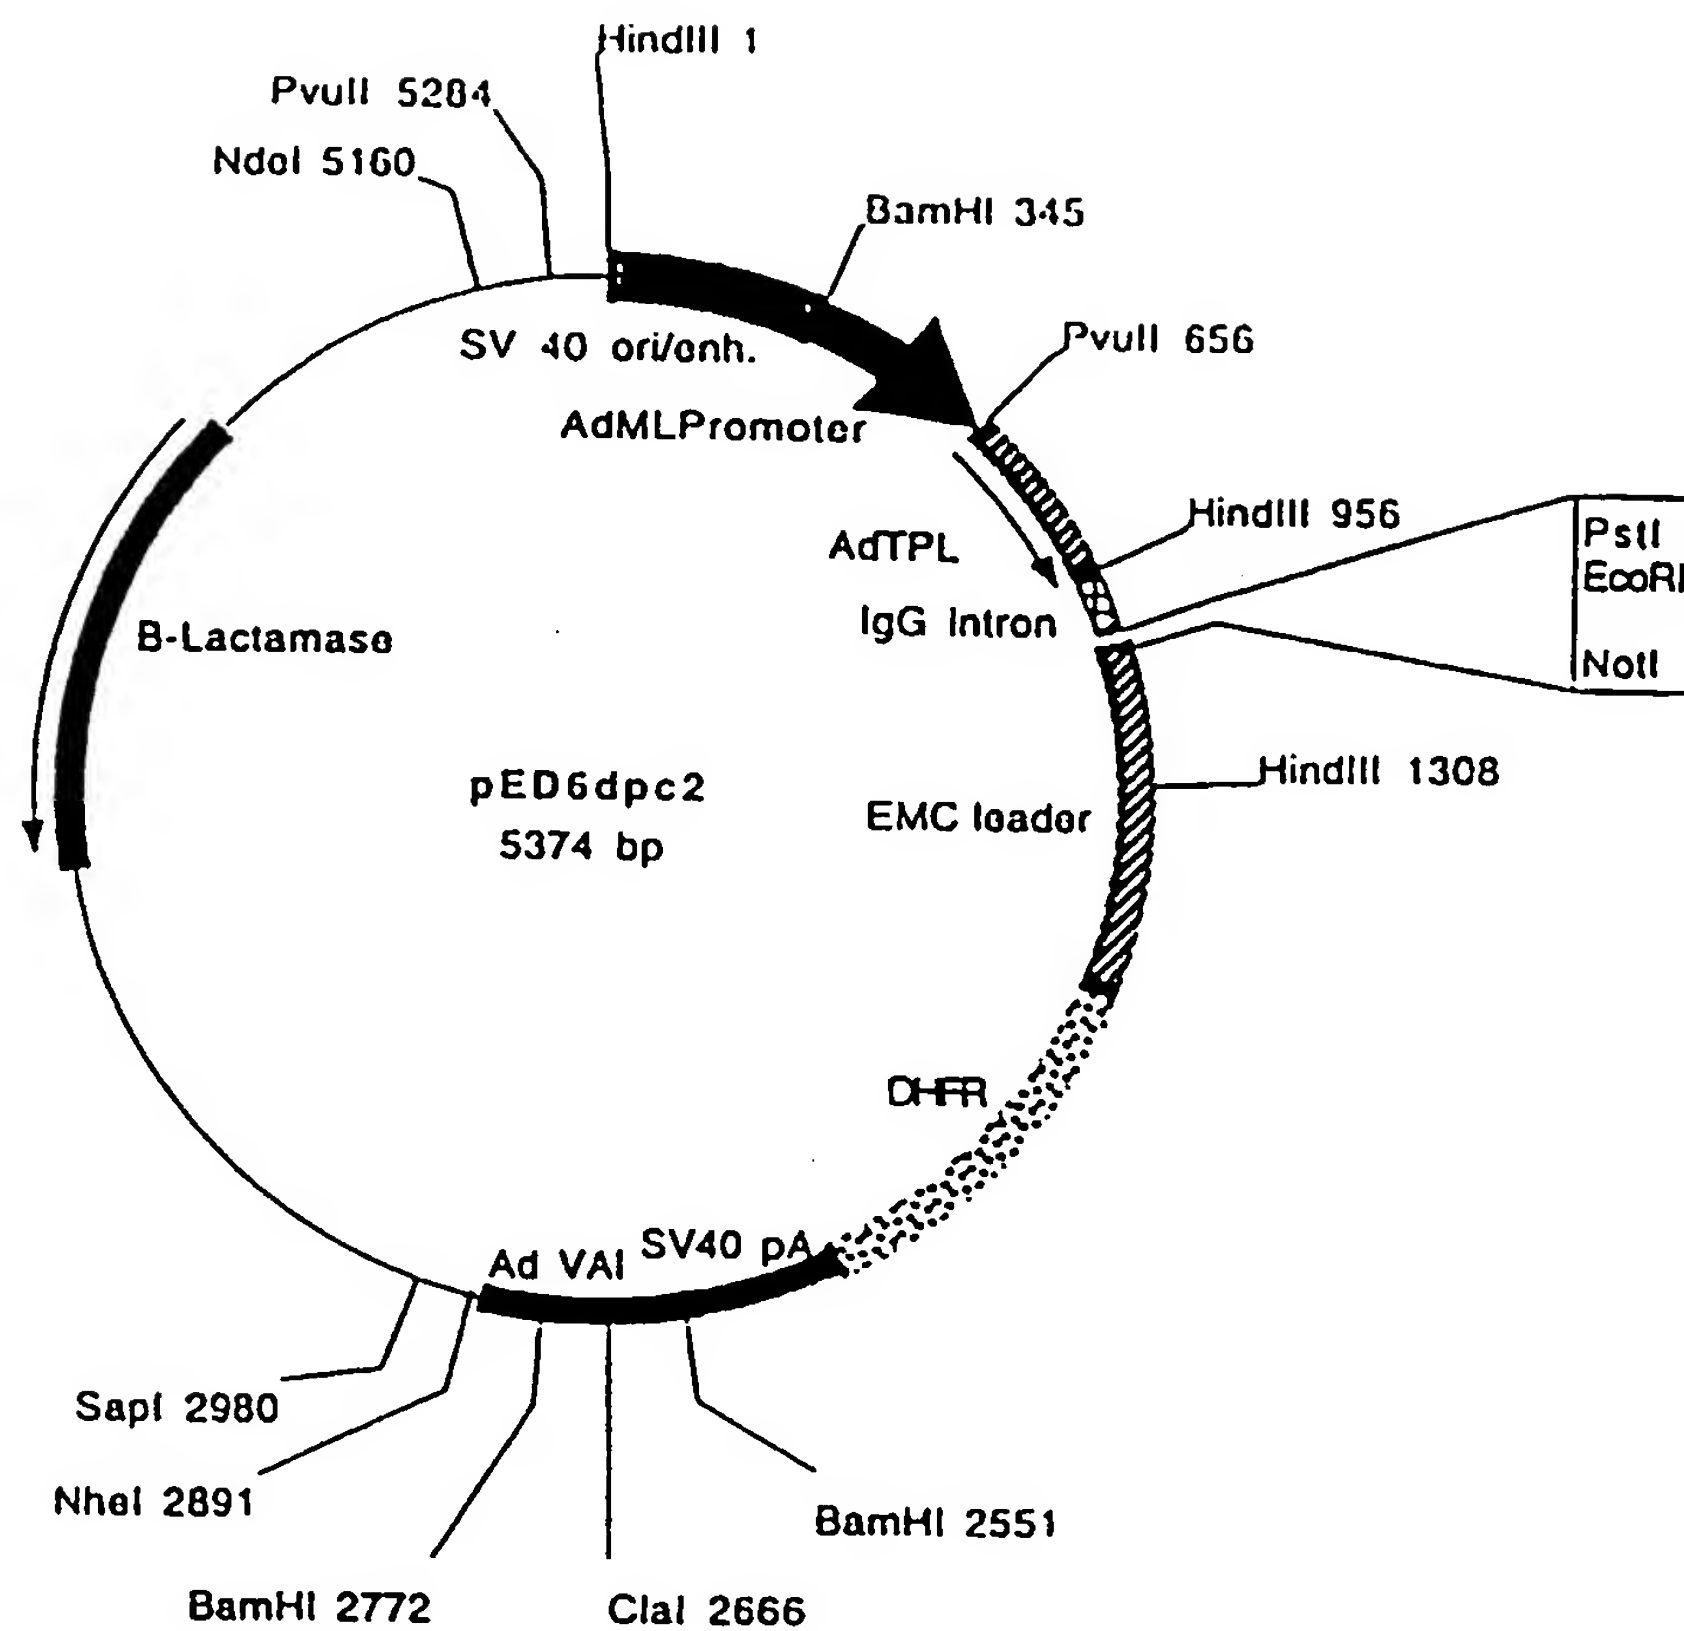 HindIII 1
PvuII 5284
NdeI 5160
BamHI 345
SV 40 ori/enh.
PvuII 656
AdMLPromoter
HindIII 956
PstI
EcoRI
NotI
AdTPL
IgG Intron
B-Lactamase
pED6dpc2
5374 bp
HindIII 1308
EMC leader
DHFR
SV40 pA
Ad VAI
SapI 2980
NheI 2891
BamHI 2551
BamHI 2772
ClaI 2666